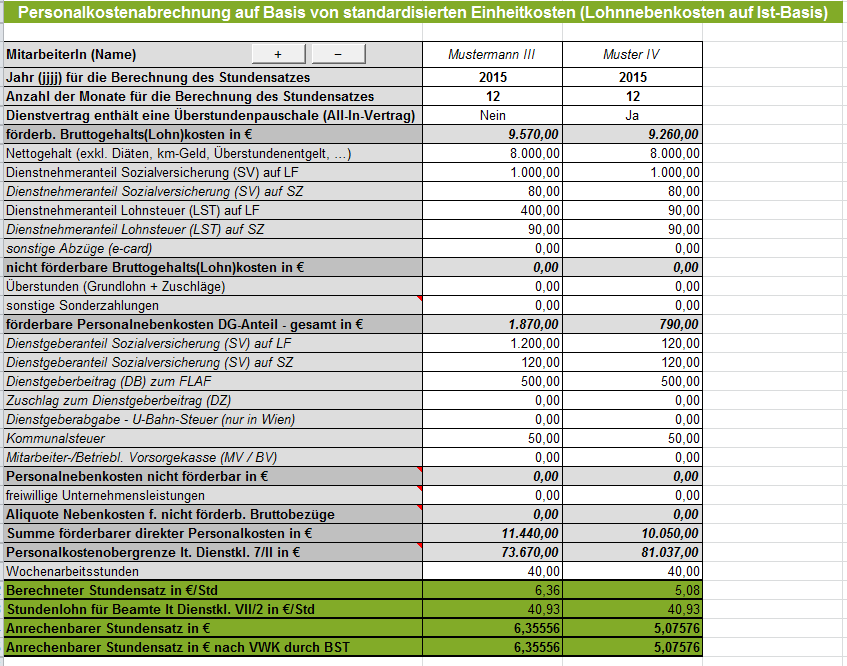 Personalkostenabrechnung auf Basis von standardisierten Einheitkosten (Lohnnebenkosten auf Ist-Basis)
MitarbeiterIn (Name) + − Mustermann III Muster IV
Jahr (jjjj) für die Berechnung des Stundensatzes 2015 2015
Anzahl der Monate für die Berechnung des Stundensatzes 12 12
Dienstvertrag enthält eine Überstundenpauschale (All-In-Vertrag) Nein Ja
förderb. Bruttogehalts(Lohn)kosten in € 9.570,00 9.260,00
Nettogehalt (exkl. Diäten, km-Geld, Überstundenentgelt, ...) 8.000,00 8.000,00
Dienstnehmeranteil Sozialversicherung (SV) auf LF 1.000,00 1.000,00
Dienstnehmeranteil Sozialversicherung (SV) auf SZ 80,00 80,00
Dienstnehmeranteil Lohnsteuer (LST) auf LF 400,00 90,00
Dienstnehmeranteil Lohnsteuer (LST) auf SZ 90,00 90,00
sonstige Abzüge (e-card) 0,00 0,00
nicht förderbare Bruttogehalts(Lohn)kosten in € 0,00 0,00
Überstunden (Grundlohn + Zuschläge) 0,00 0,00
sonstige Sonderzahlungen 0,00 0,00
förderbare Personalnebenkosten DG-Anteil - gesamt in € 1.870,00 790,00
Dienstgeberanteil Sozialversicherung (SV) auf LF 1.200,00 120,00
Dienstgeberanteil Sozialversicherung (SV) auf SZ 120,00 120,00
Dienstgeberbeitrag (DB) zum FLAF 500,00 500,00
Zuschlag zum Dienstgeberbeitrag (DZ) 0,00 0,00
Dienstgeberabgabe - U-Bahn-Steuer (nur in Wien) 0,00 0,00
Kommunalsteuer 50,00 50,00
Mitarbeiter-/Betriebl. Vorsorgekasse (MV / BV) 0,00 0,00
Personalnebenkosten nicht förderbar in € 0,00 0,00
freiwillige Unternehmensleistungen 0,00 0,00
Aliquote Nebenkosten f. nicht förderb. Bruttobezüge 0,00 0,00
Summe förderbarer direkter Personalkosten in € 11.440,00 10.050,00
Personalkostenobergrenze lt. Dienstkl. 7/II in € 73.670,00 81.037,00
Wochenarbeitsstunden 40,00 40,00
Berechneter Stundensatz in €/Std 6,36 5,08
Stundenlohn für Beamte lt Dienstkl. VII/2 in €/Std 40,93 40,93
Anrechenbarer Stundensatz in € 6,35556 5,07576
Anrechenbarer Stundensatz in € nach VWK durch BST 6,35556 5,07576